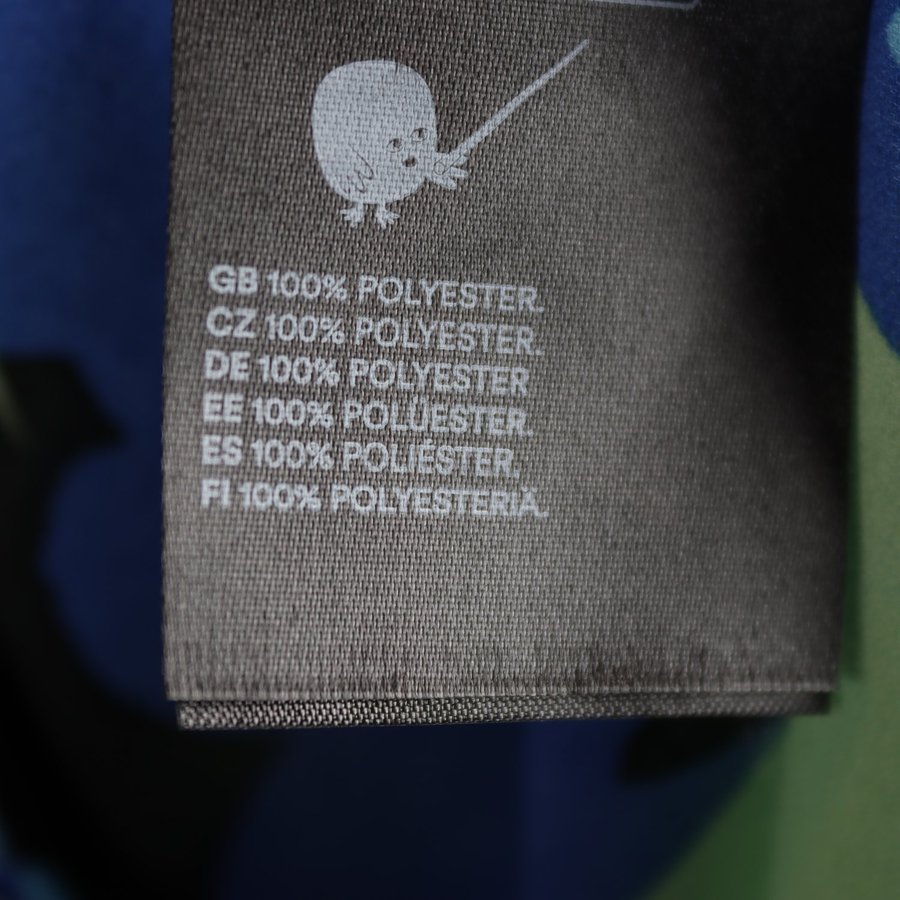 GB 100% POLYESTER.
CZ 100% POLYESTER.
DE 100% POLYESTER
EE 100% POLÜESTER.
ES 100% POLIÉSTER.
FI 100% POLYESTERIÄ.